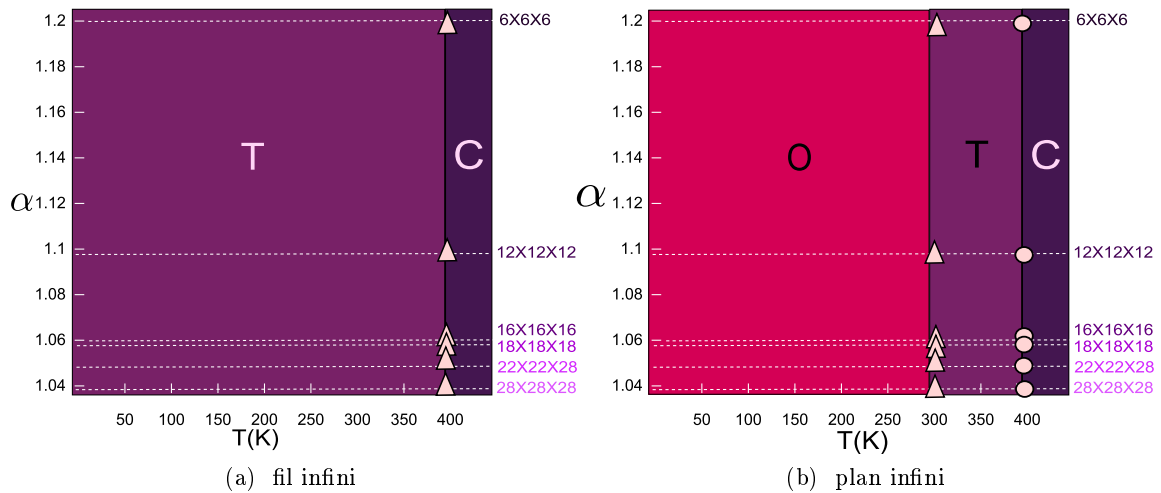 1.2
1.18
1.16
1.14
1.12
1.1
1.08
1.06
1.04
α
T
C
6X6X6
12X12X12
16X16X16
18X18X18
22X22X28
28X28X28
50 100 150 200 250 300 350 400
T(K)
(a) fil infini
1.2
1.18
1.16
1.14
1.12
1.1
1.08
1.06
1.04
α
O
T
C
6X6X6
12X12X12
16X16X16
18X18X18
22X22X28
28X28X28
50 100 150 200 250 300 350 400
T(K)
(b) plan infini